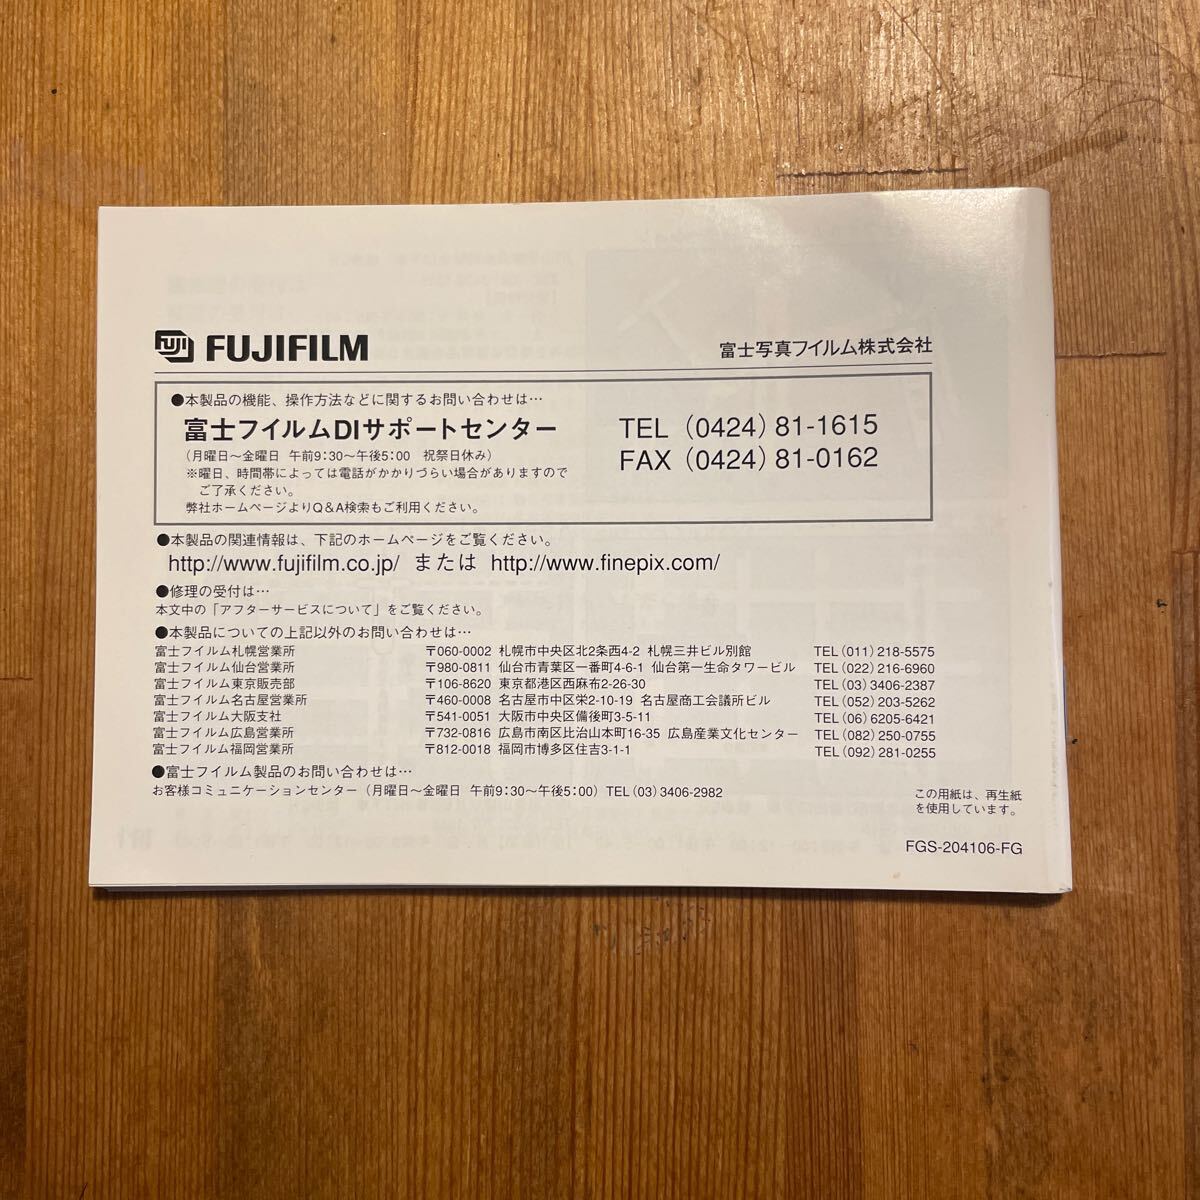 FUJI FUJIFILM 富士写真フイルム株式会社
●本製品の機能、操作方法などに関するお問い合わせは…
富士フイルムDIサポートセンター
(月曜日～金曜日 午前9:30～午後5:00 祝祭日休み)
※曜日、時間帯によっては電話がかかりづらい場合がありますので
ご了承ください。
弊社ホームページよりQ&A検索もご利用ください。
TEL (0424) 81-1615
FAX (0424) 81-0162
●本製品の関連情報は、下記のホームページをご覧ください。
http://www.fujifilm.co.jp/ または http://www.finepix.com/
●修理の受付は…
本文中の「アフターサービスについて」をご覧ください。
●本製品についての上記以外のお問い合わせは…
富士フイルム札幌営業所 〒060-0002 札幌市中央区北2条西4-2 札幌三井ビル別館 TEL(011)218-5575
富士フイルム仙台営業所 〒980-0811 仙台市青葉区一番町4-6-1 仙台第一生命タワービル TEL(022)216-6960
富士フイルム東京販売部 〒106-8620 東京都港区西麻布2-26-30 TEL(03)3406-2387
富士フイルム名古屋営業所 〒460-0008 名古屋市中区栄2-10-19 名古屋商工会議所ビル TEL(052)203-5262
富士フイルム大阪支社 〒541-0051 大阪市中央区備後町3-5-11 TEL(06)6205-6421
富士フイルム広島営業所 〒732-0816 広島市南区比治山本町16-35 広島産業文化センター TEL(082)250-0755
富士フイルム福岡営業所 〒812-0018 福岡市博多区住吉3-1-1 TEL(092)281-0255
●富士フイルム製品のお問い合わせは…
お客様コミュニケーションセンター (月曜日～金曜日 午前9:30～午後5:00) TEL(03)3406-2982
この用紙は、再生紙
を使用しています。
FGS-204106-FG